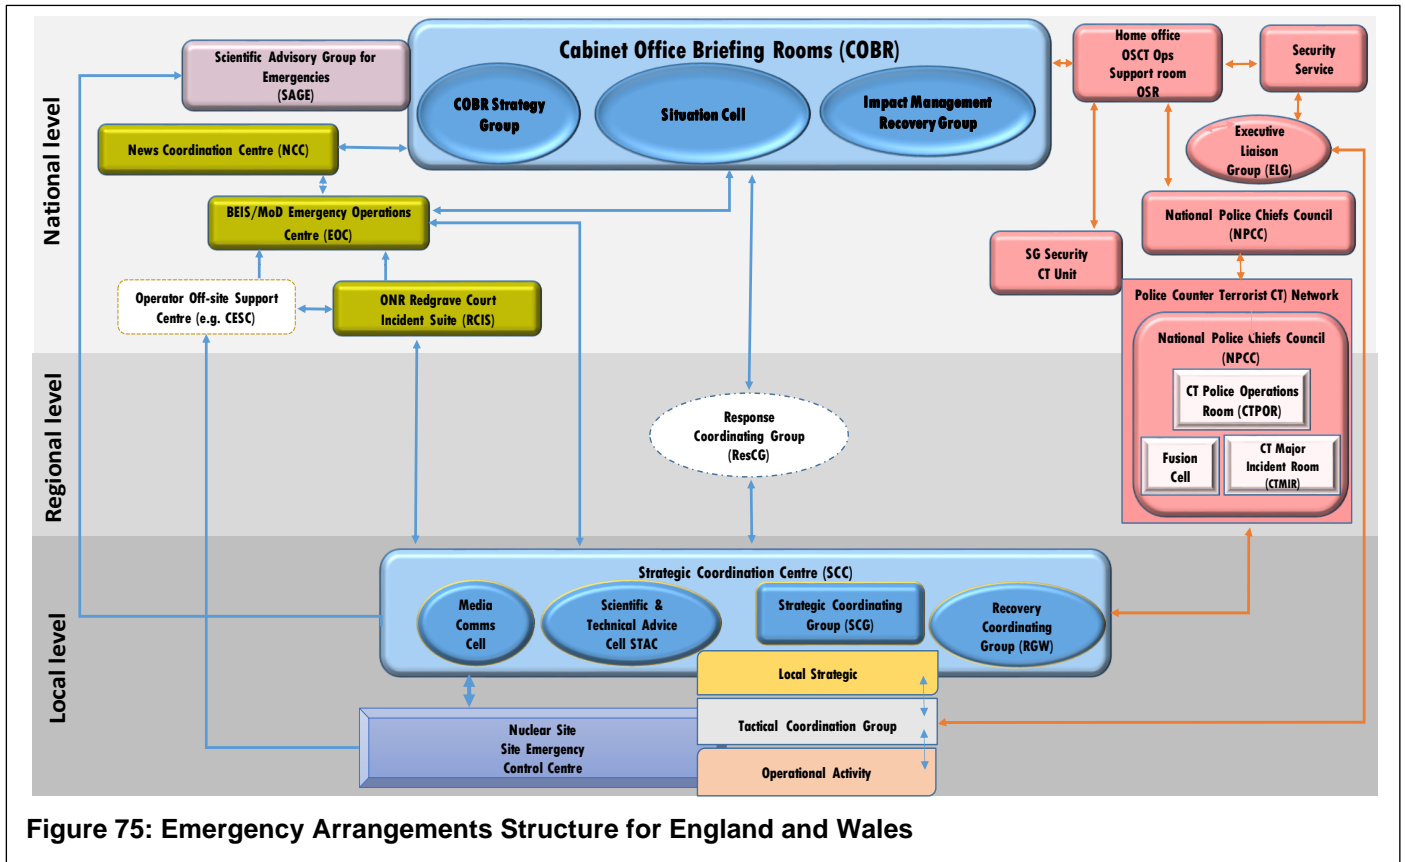 National level
Scientific Advisory Group for
Emergencies
(SAGE)
Cabinet Office Briefing Rooms (COBR)
COBR Strategy
Group
Situation Cell
Impact Management
Recovery Group
Home office
OSCT Ops
Support room
OSR
Security
Service
News Coordination Centre (NCC)
Executive
Liaison
Group (ELG)
BEIS/MoD Emergency Operations
Centre (EOC)
National Police Chiefs Council
(NPCC)
SG Security
CT Unit
Operator Off-site Support
Centre (e.g. CESC)
ONR Redgrave Court
Incident Suite (RCIS)
Police Counter Terrorist CT) Network
National Police Chiefs Council
(NPCC)
CT Police Operations
Room (CTPOR)
Fusion
Cell
CT Major
Incident Room
(CTMIR)
Regional level
Response
Coordinating Group
(ResCG)
Local level
Strategic Coordination Centre (SCC)
Media
Comms
Cell
Scientific &
Technical Advice
Cell STAC
Strategic Coordinating
Group (SCG)
Recovery
Coordinating
Group (RGW)
Local Strategic
Tactical Coordination Group
Operational Activity
Nuclear Site
Site Emergency
Control Centre
Figure 75: Emergency Arrangements Structure for England and Wales